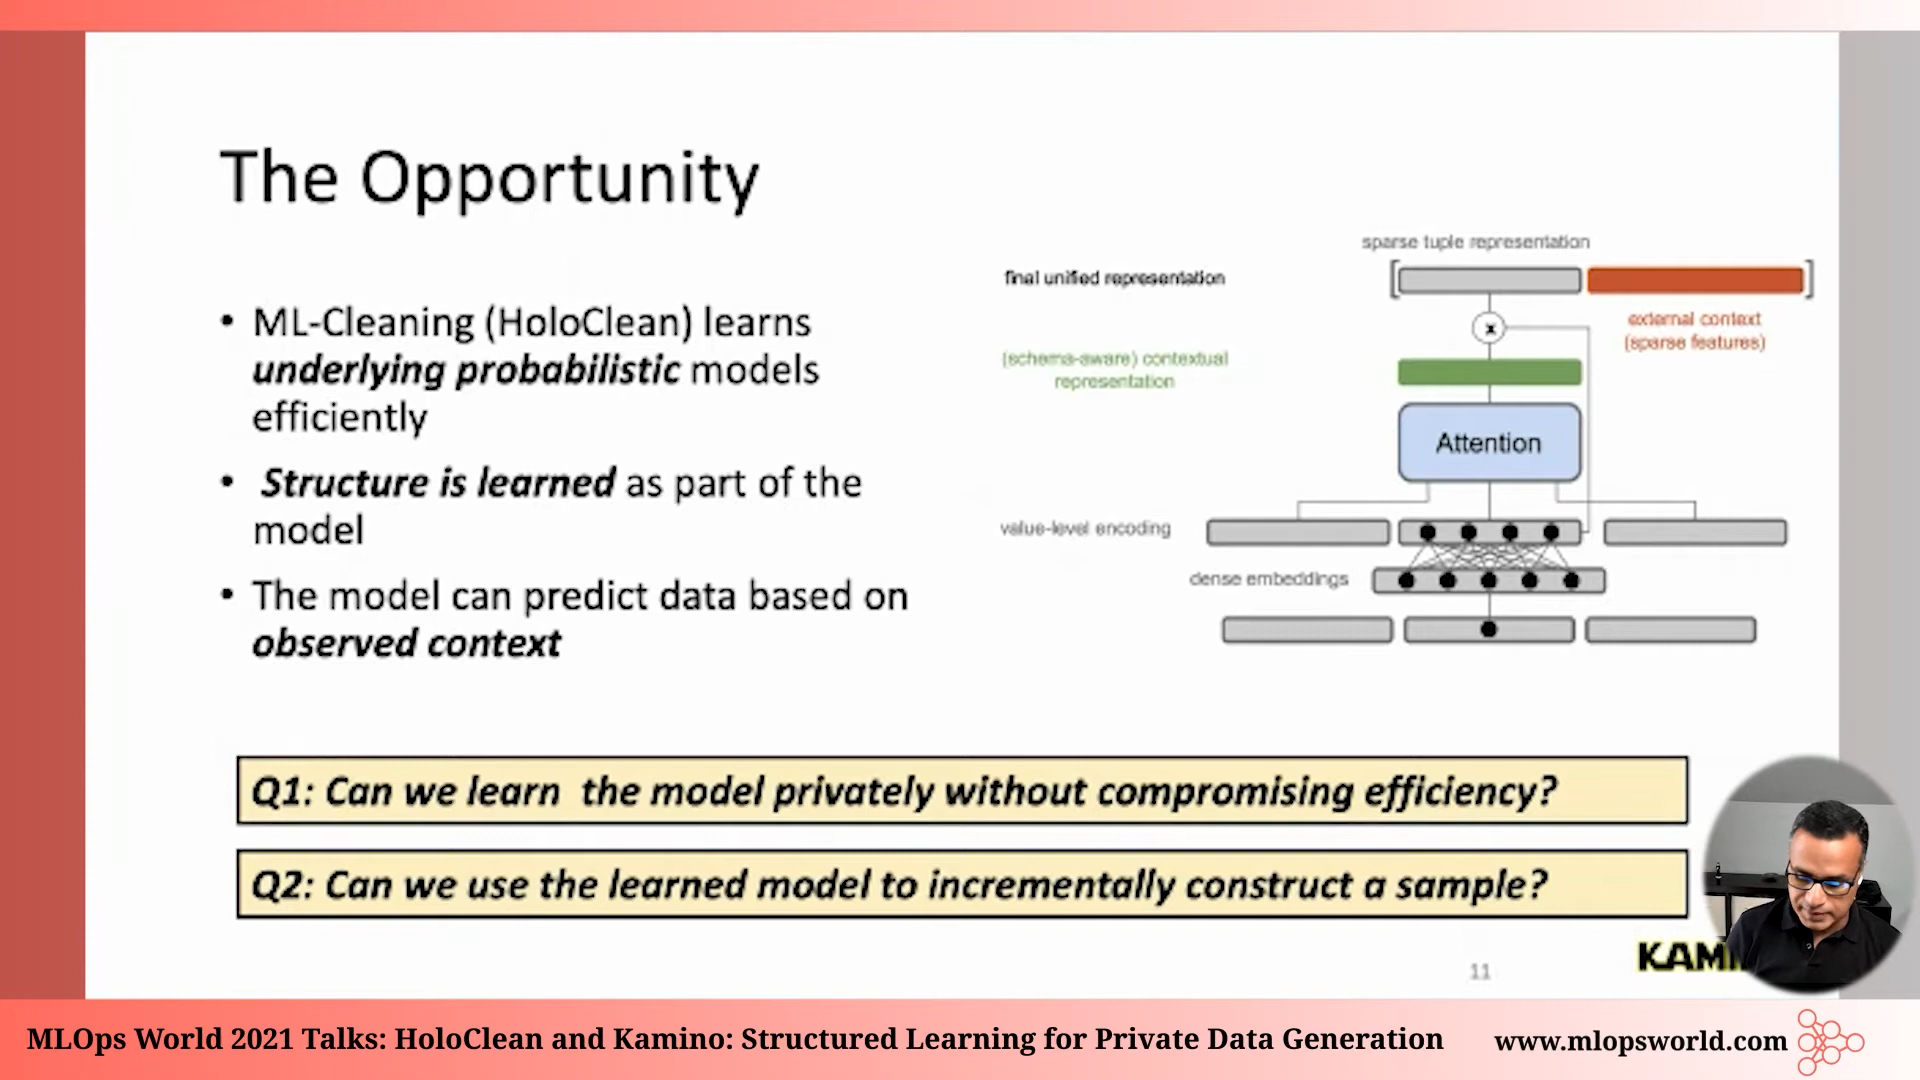 The Opportunity
• ML-Cleaning (HoloClean) learns
underlying probabilistic models
efficiently
• Structure is learned as part of the
model
• The model can predict data based on
observed context
sparse tuple representation
final unified representation
x
external context
(sparse features)
(schema-aware) contextual
representation
Attention
value-level encoding
dense embeddings
Q1: Can we learn the model privately without compromising efficiency?
Q2: Can we use the learned model to incrementally construct a sample?
11
MLOps World 2021 Talks: HoloClean and Kamino: Structured Learning for Private Data Generation
www.mlopsworld.com